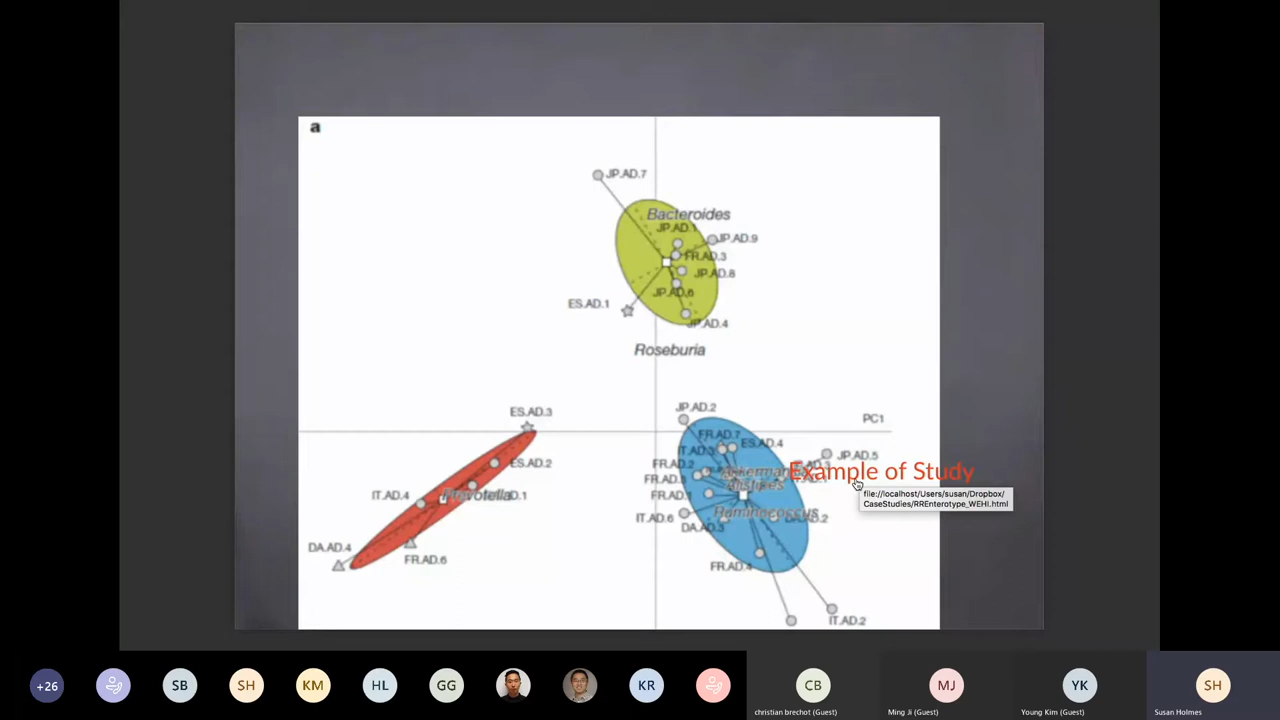 a
JP.AD.7
Bacteroides
JP.AD.1
JP.AD.9
FR.AD.3
JP.AD.8
JP.AD.6
ES.AD.1
JP.AD.4
Roseburia
JP.AD.2
PC1
ES.AD.3
FR.AD.7
ES.AD.4
IT.AD.3
JP.AD.5
ES.AD.2
FR.AD.2
Example of Study
FR.AD.5
Alistipes
IT.AD.4
Prevotella
FR.AD.1
file://localhost/Users/susan/Dropbox/
CaseStudies/RREnterotype_WEHI.html
IT.AD.6
Ruminococcus
DA.AD.3
DA.AD.2
DA.AD.4
FR.AD.6
FR.AD.4
IT.AD.2
+26
SB
SH
KM
HL
GG
KR
CB
MJ
YK
SH
christian brechot (Guest)
Ming Ji (Guest)
Young Kim (Guest)
Susan Holmes